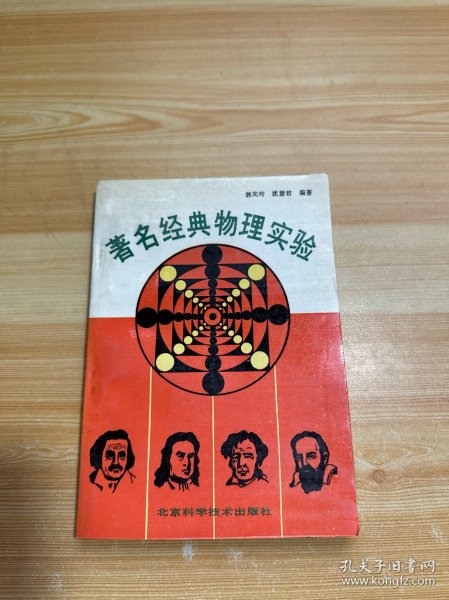 郭奕玲 沈慧君 编著
著名经典物理实验
北京科学技术出版社
孔夫子旧书网
www.kongfz.com